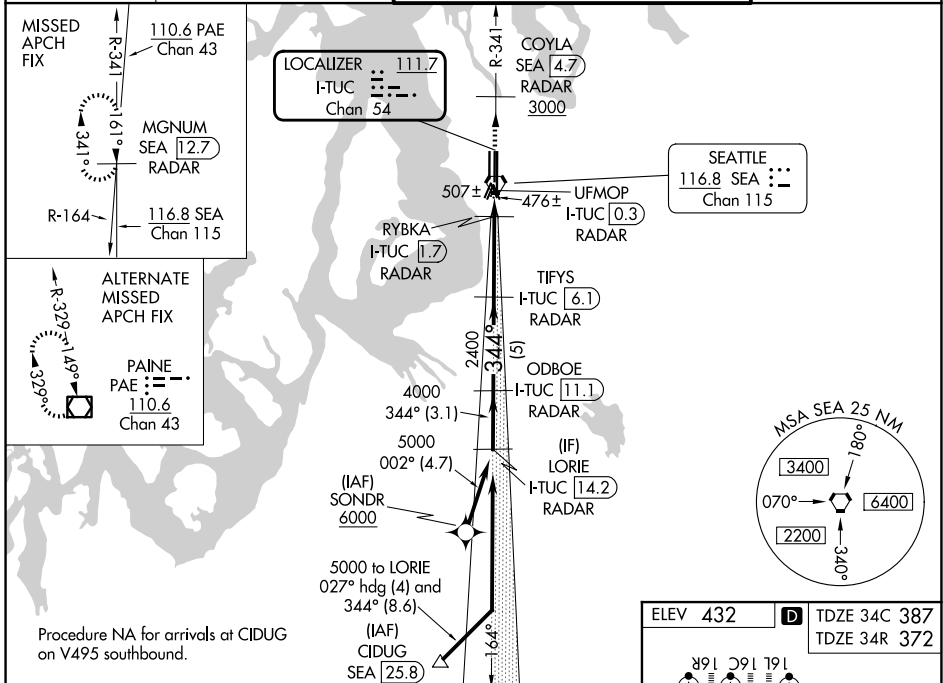 MISSED
APCH
FIX
R-341
110.6 PAE
Chan 43
341°
161°
MGNUM
SEA 12.7
RADAR
R-164
116.8 SEA
Chan 115
ALTERNATE
MISSED
APCH FIX
R-329
149°
329°
PAINE
PAE
110.6
Chan 43
LOCALIZER 111.7
I-TUC
Chan 54
R-341
COYLA
SEA 4.7
RADAR
3000
SEATTLE
116.8 SEA
Chan 115
507±
476±
UFMOP
I-TUC 0.3
RADAR
RYBKA
I-TUC 1.7
RADAR
TIFYS
I-TUC 6.1
RADAR
2400
344°
(5)
ODBOE
I-TUC 11.1
RADAR
4000
344° (3.1)
5000
002° (4.7)
(IF)
LORIE
I-TUC 14.2
RADAR
(IAF)
SONDR
6000
5000 to LORIE
027° hdg (4) and
344° (8.6)
(IAF)
CIDUG
SEA 25.8
164°
Procedure NA for arrivals at CIDUG
on V495 southbound.
MSA SEA 25 NM
180°
3400
070°
6400
2200
340°
ELEV 432
D
TDZE 34C 387
TDZE 34R 372
16R 16C 16L